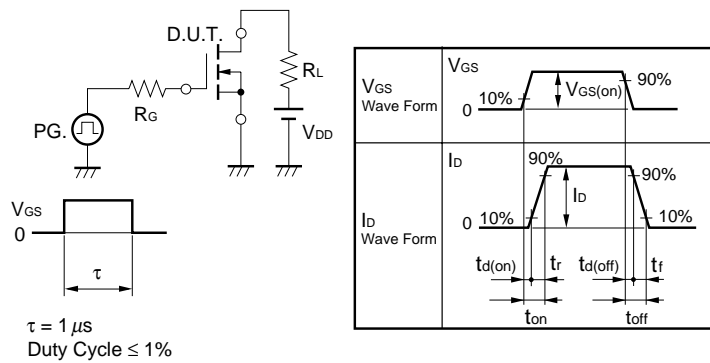 D.U.T.
RL
RG
PG.
VDD
VGS
0
τ
τ = 1 μs
Duty Cycle ≤ 1%
VGS
Wave Form
VGS
10%
0
VGS(on)
90%
ID
Wave Form
ID
90%
90%
0
10%
ID
10%
td(on)
tr
td(off)
tf
ton
toff